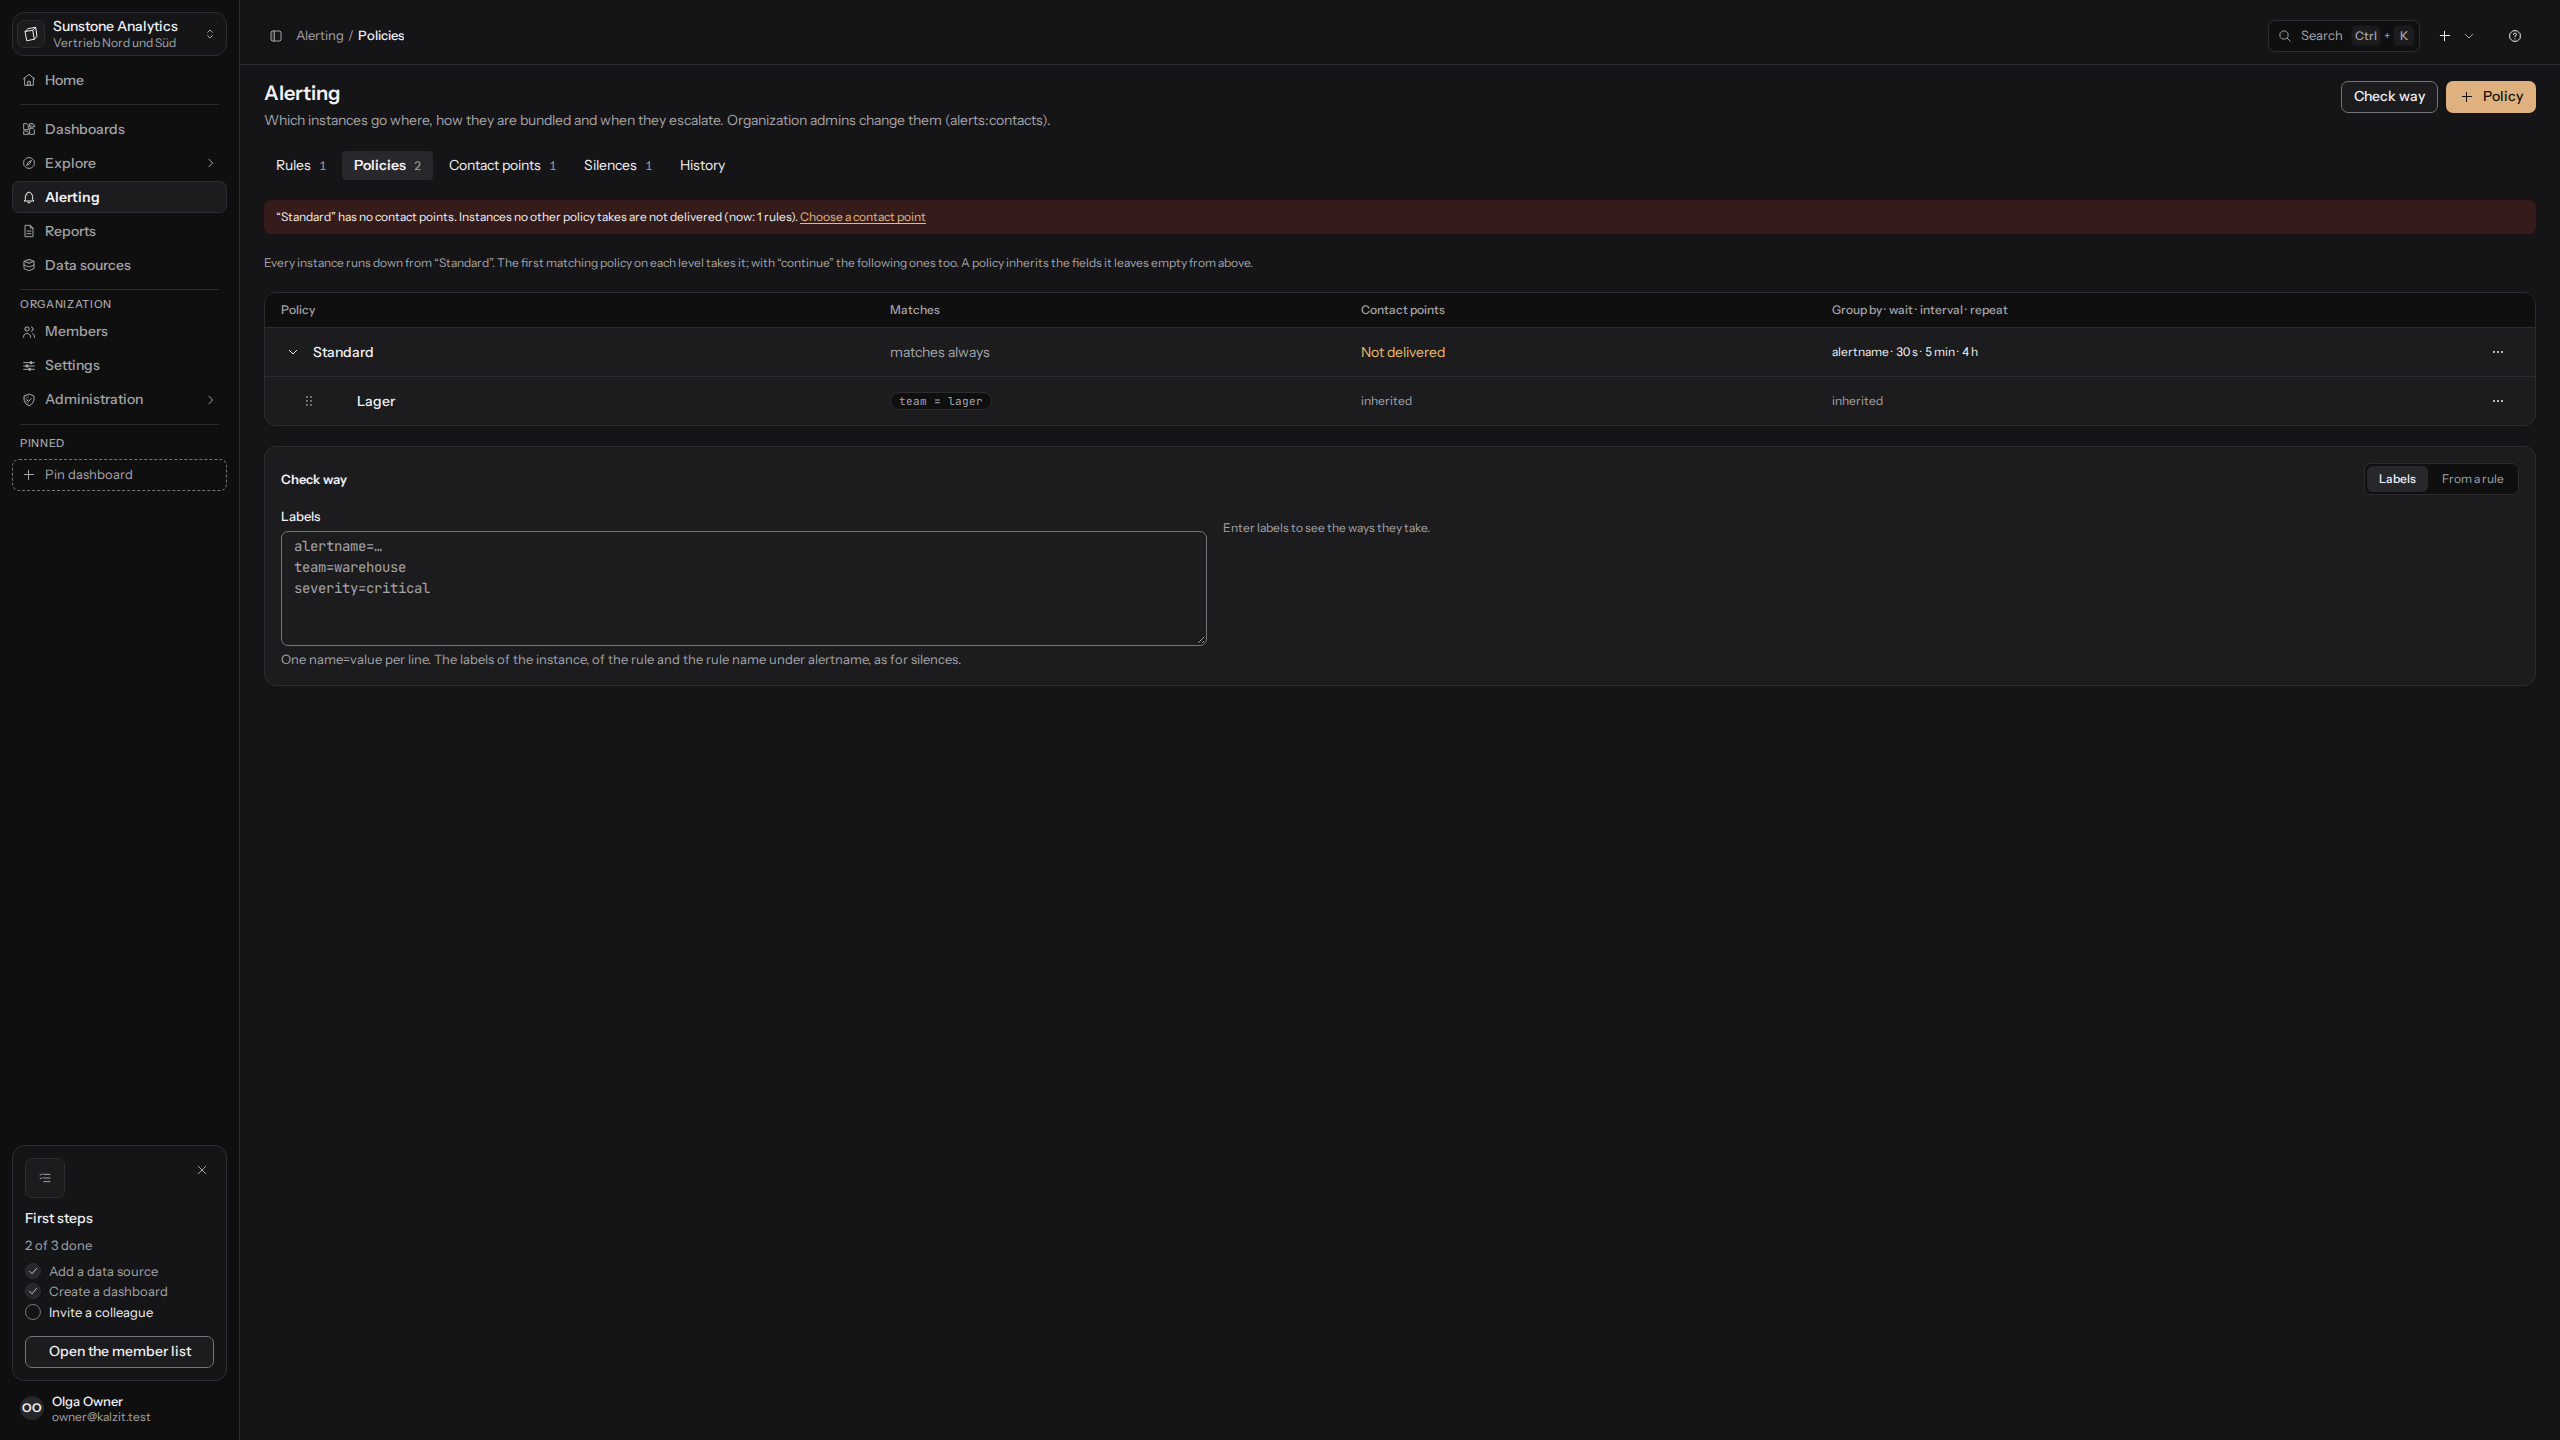 Sunstone Analytics
Vertrieb Nord und Süd
Home
Dashboards
Explore
Alerting
Reports
Data sources
ORGANIZATION
Members
Settings
Administration
PINNED
Pin dashboard
First steps
2 of 3 done
Add a data source
Create a dashboard
Invite a colleague
Open the member list
OO
Olga Owner
owner@kalzit.test
Alerting / Policies
Search Ctrl + K
Alerting
Which instances go where, how they are bundled and when they escalate. Organization admins change them (alerts:contacts).
Check way
Policy
Rules 1 Policies 2 Contact points 1 Silences 1 History
“Standard” has no contact points. Instances no other policy takes are not delivered (now: 1 rules). Choose a contact point
Every instance runs down from “Standard”. The first matching policy on each level takes it; with “continue” the following ones too. A policy inherits the fields it leaves empty from above.
Policy Matches Contact points Group by · wait · interval · repeat
Standard matches always Not delivered alertname · 30 s · 5 min · 4 h
Lager team = lager inherited inherited
Check way
Labels From a rule
Labels
alertname=…
team=warehouse
severity=critical
Enter labels to see the ways they take.
One name=value per line. The labels of the instance, of the rule and the rule name under alertname, as for silences.